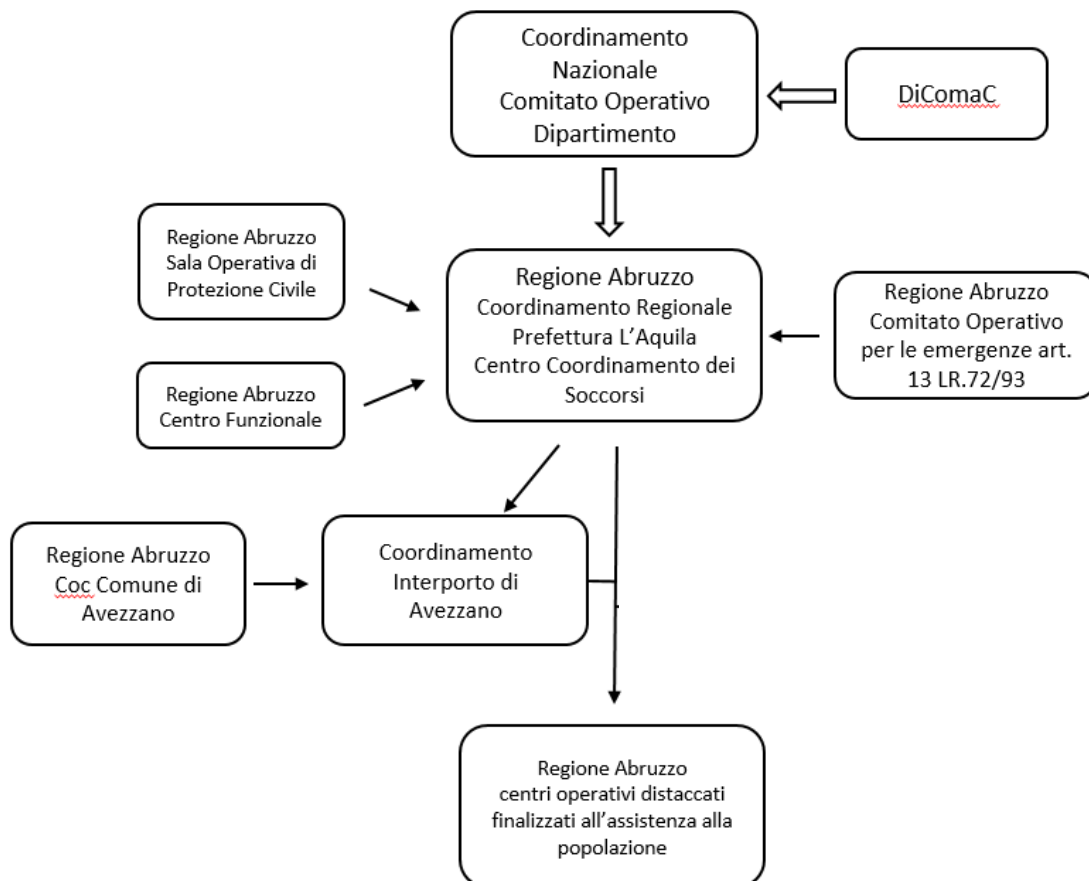 Coordinamento
Nazionale
Comitato Operativo
Dipartimento
DiComaC
Regione Abruzzo
Sala Operativa di
Protezione Civile
Regione Abruzzo
Coordinamento Regionale
Prefettura L’Aquila
Centro Coordinamento dei
Soccorsi
Regione Abruzzo
Comitato Operativo
per le emergenze art.
13 LR.72/93
Regione Abruzzo
Centro Funzionale
Regione Abruzzo
Coc Comune di
Avezzano
Coordinamento
Interporto di
Avezzano
Regione Abruzzo
centri operativi distaccati
finalizzati all’assistenza alla
popolazione